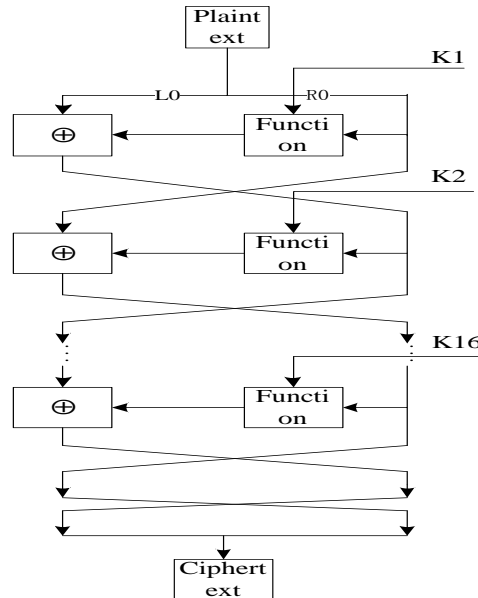 Plaint
ext
K1
L0
R0
⊕
Functi
on
K2
⊕
Functi
on
K16
⊕
Functi
on
Ciphert
ext